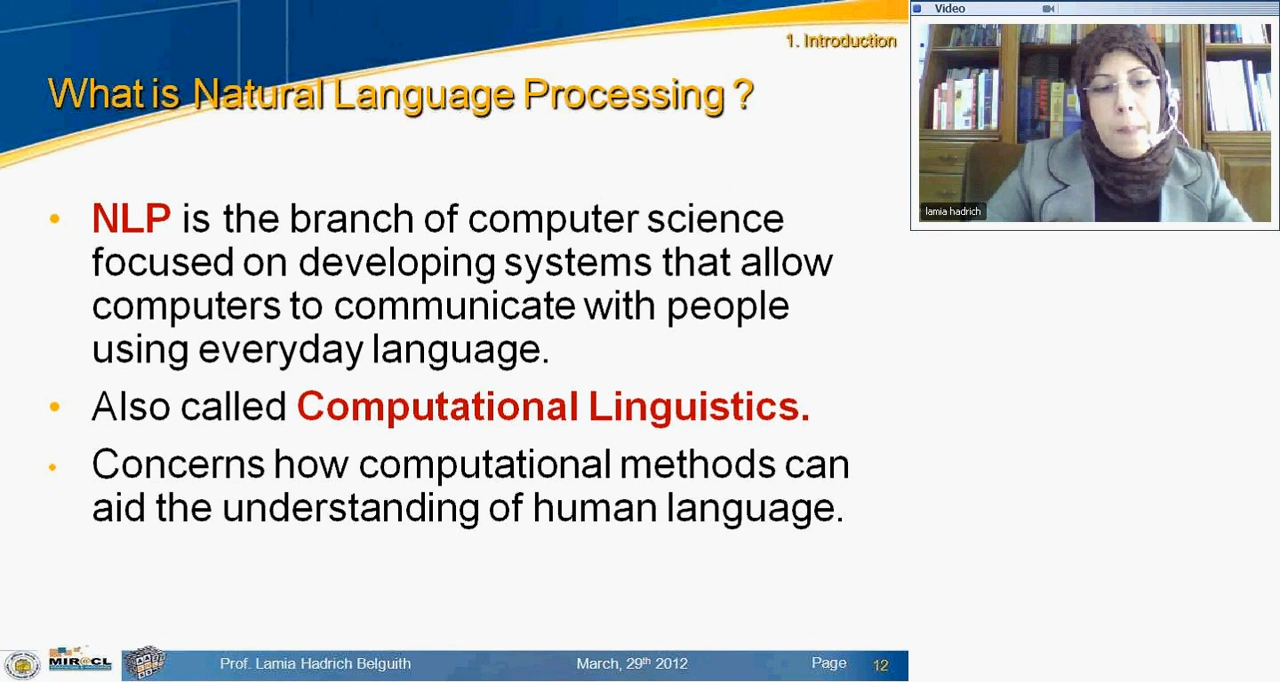 1. Introduction
Video
What is Natural Language Processing ?
lamia hadrich
• NLP is the branch of computer science
focused on developing systems that allow
computers to communicate with people
using everyday language.
• Also called Computational Linguistics.
• Concerns how computational methods can
aid the understanding of human language.
MIR@CL
Prof. Lamia Hadrich Belguith
March, 29th 2012
Page 12